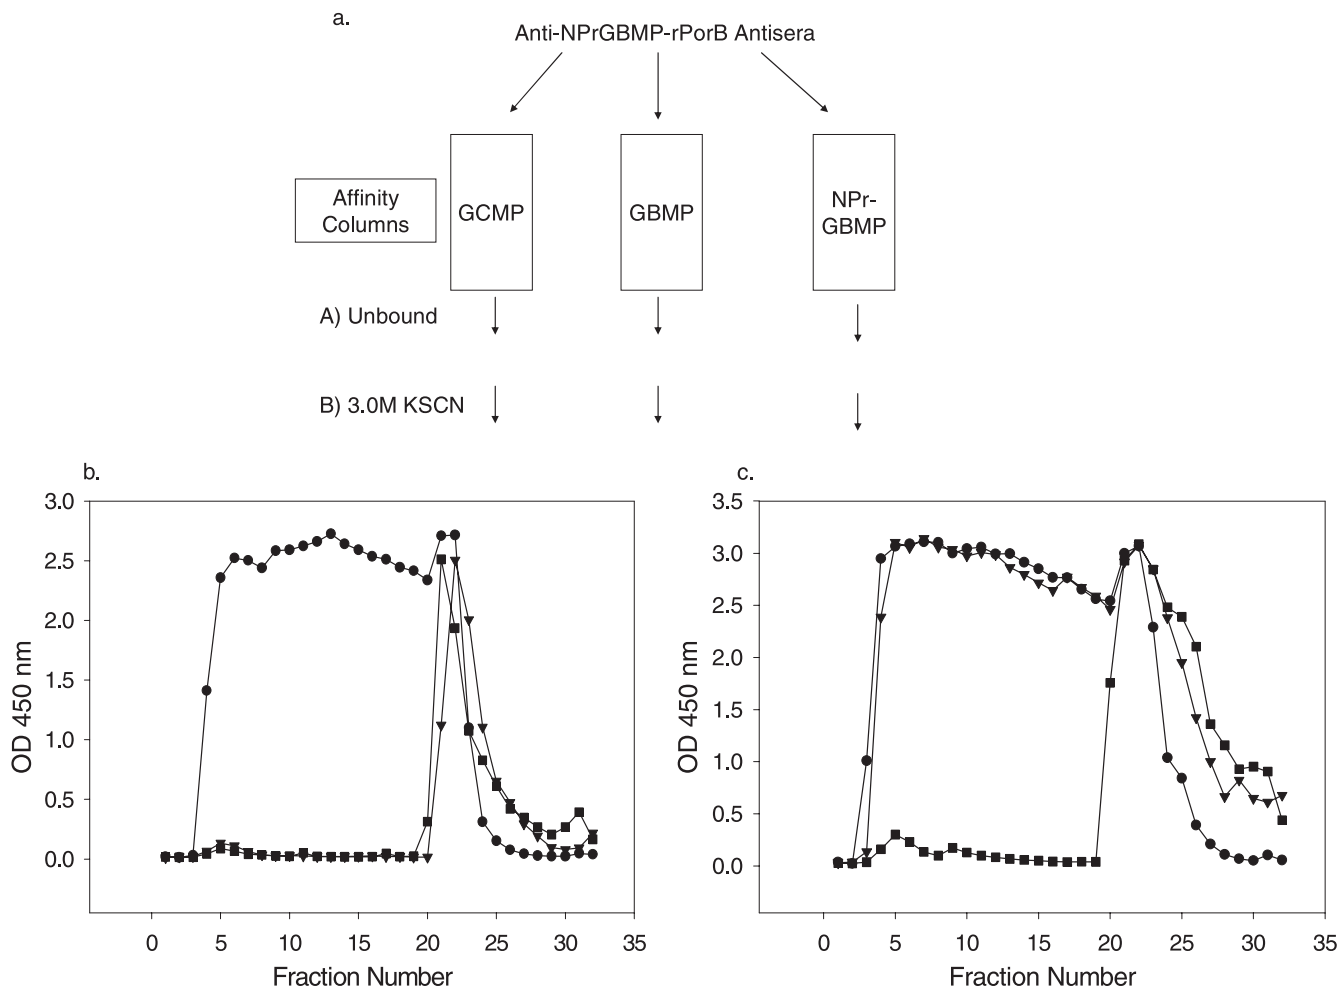 a.
Anti-NPrGBMP-rPorB Antisera
Affinity
Columns
GCMP
GBMP
NPr-
GBMP
A) Unbound
B) 3.0M KSCN
b.
3.0
2.5
2.0
1.5
1.0
0.5
0.0
OD 450 nm
0 5 10 15 20 25 30 35
Fraction Number
c.
3.5
3.0
2.5
2.0
1.5
1.0
0.5
0.0
OD 450 nm
0 5 10 15 20 25 30 35
Fraction Number